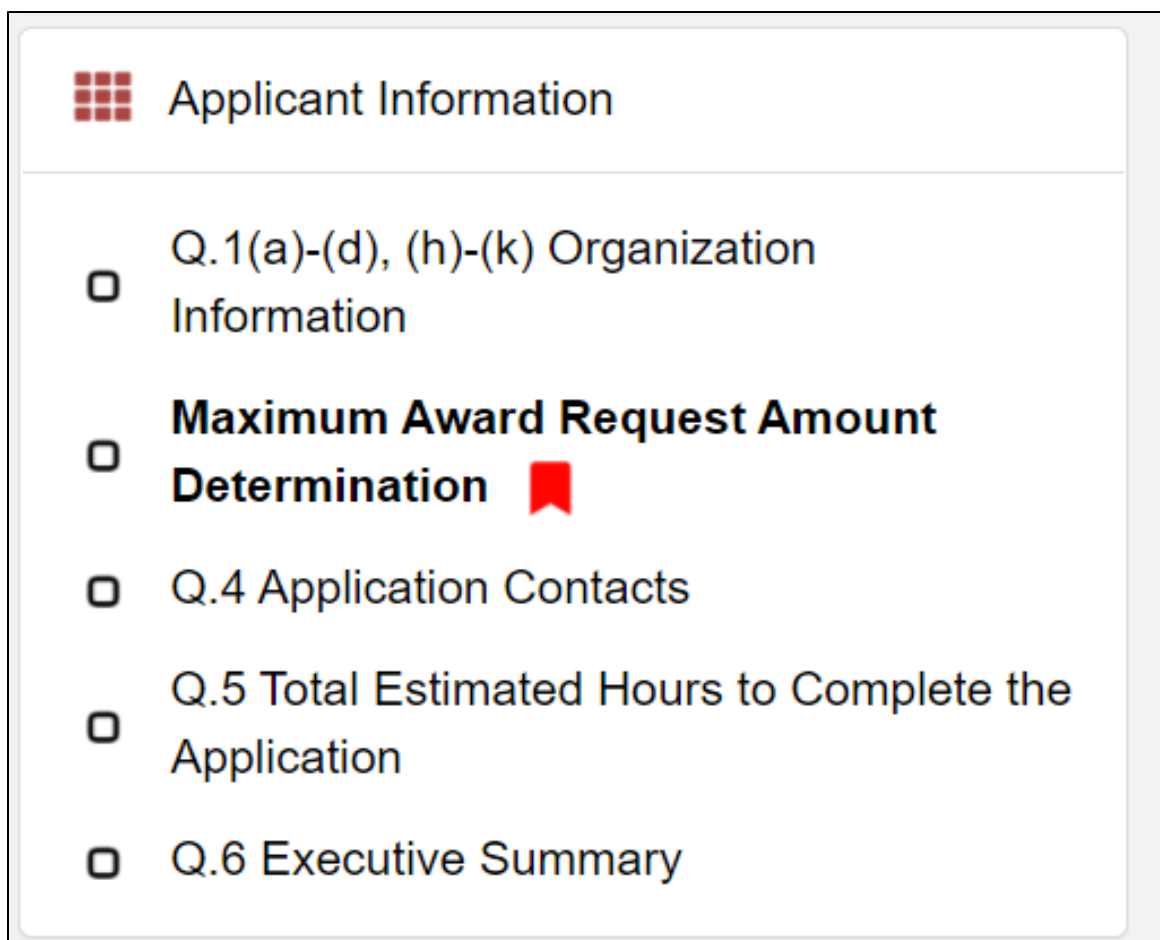 Applicant Information
Q.1(a)-(d), (h)-(k) Organization
Information
Maximum Award Request Amount
Determination
Q.4 Application Contacts
Q.5 Total Estimated Hours to Complete the
Application
Q.6 Executive Summary